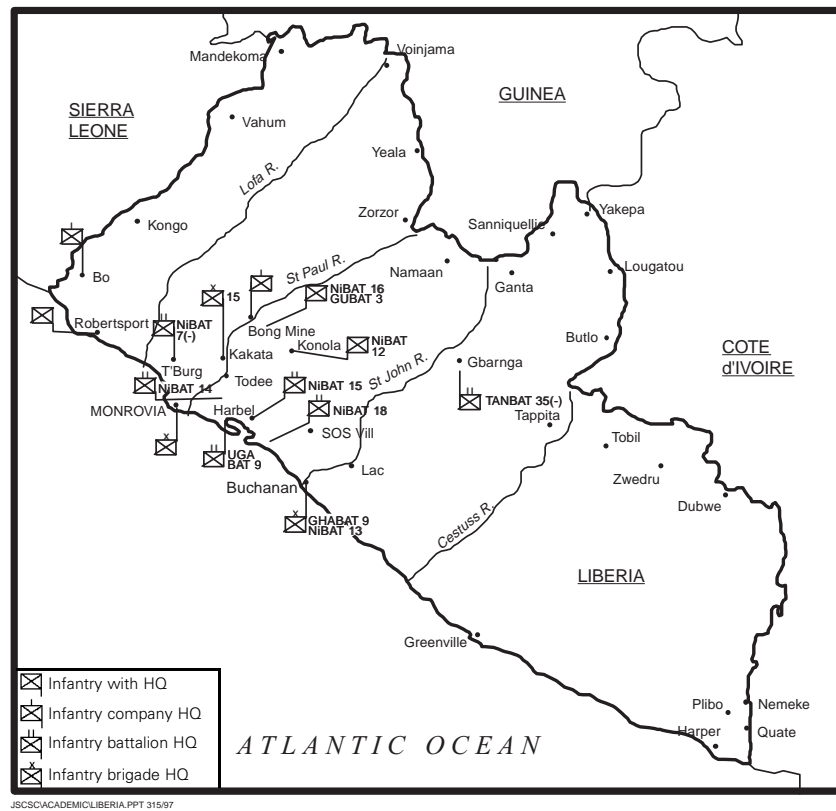 Mandekoma
Voinjama
SIERRA
LEONE
GUINEA
Vahum
Yeala
Lofa R.
Zorzor
Kongo
Sanniquellie
Yakepa
St Paul R.
Namaan
Ganta
Lougatou
Bo
15
NiBAT 16
GUBAT 3
Robertsport
NiBAT
7(-)
Bong Mine
Konola
NiBAT
12
Butlo
COTE
d'IVOIRE
T'Burg
Kakata
St John R.
Gbarnga
Todee
NiBAT 14
NiBAT 15
TANBAT 35(-)
MONROVIA
Harbel
NiBAT 18
Tappita
SOS Vill
Tobil
UGA
BAT 9
Lac
Zwedru
Buchanan
Dubwe
GHABAT 9
NiBAT 13
Cestuss R.
LIBERIA
Greenville
Infantry with HQ
Infantry company HQ
Infantry battalion HQ
Infantry brigade HQ
ATLANTIC OCEAN
Plibo
Nemeke
Harper
Quate
JSCSC\ACADEMIC\LIBERIA.PPT 315/97